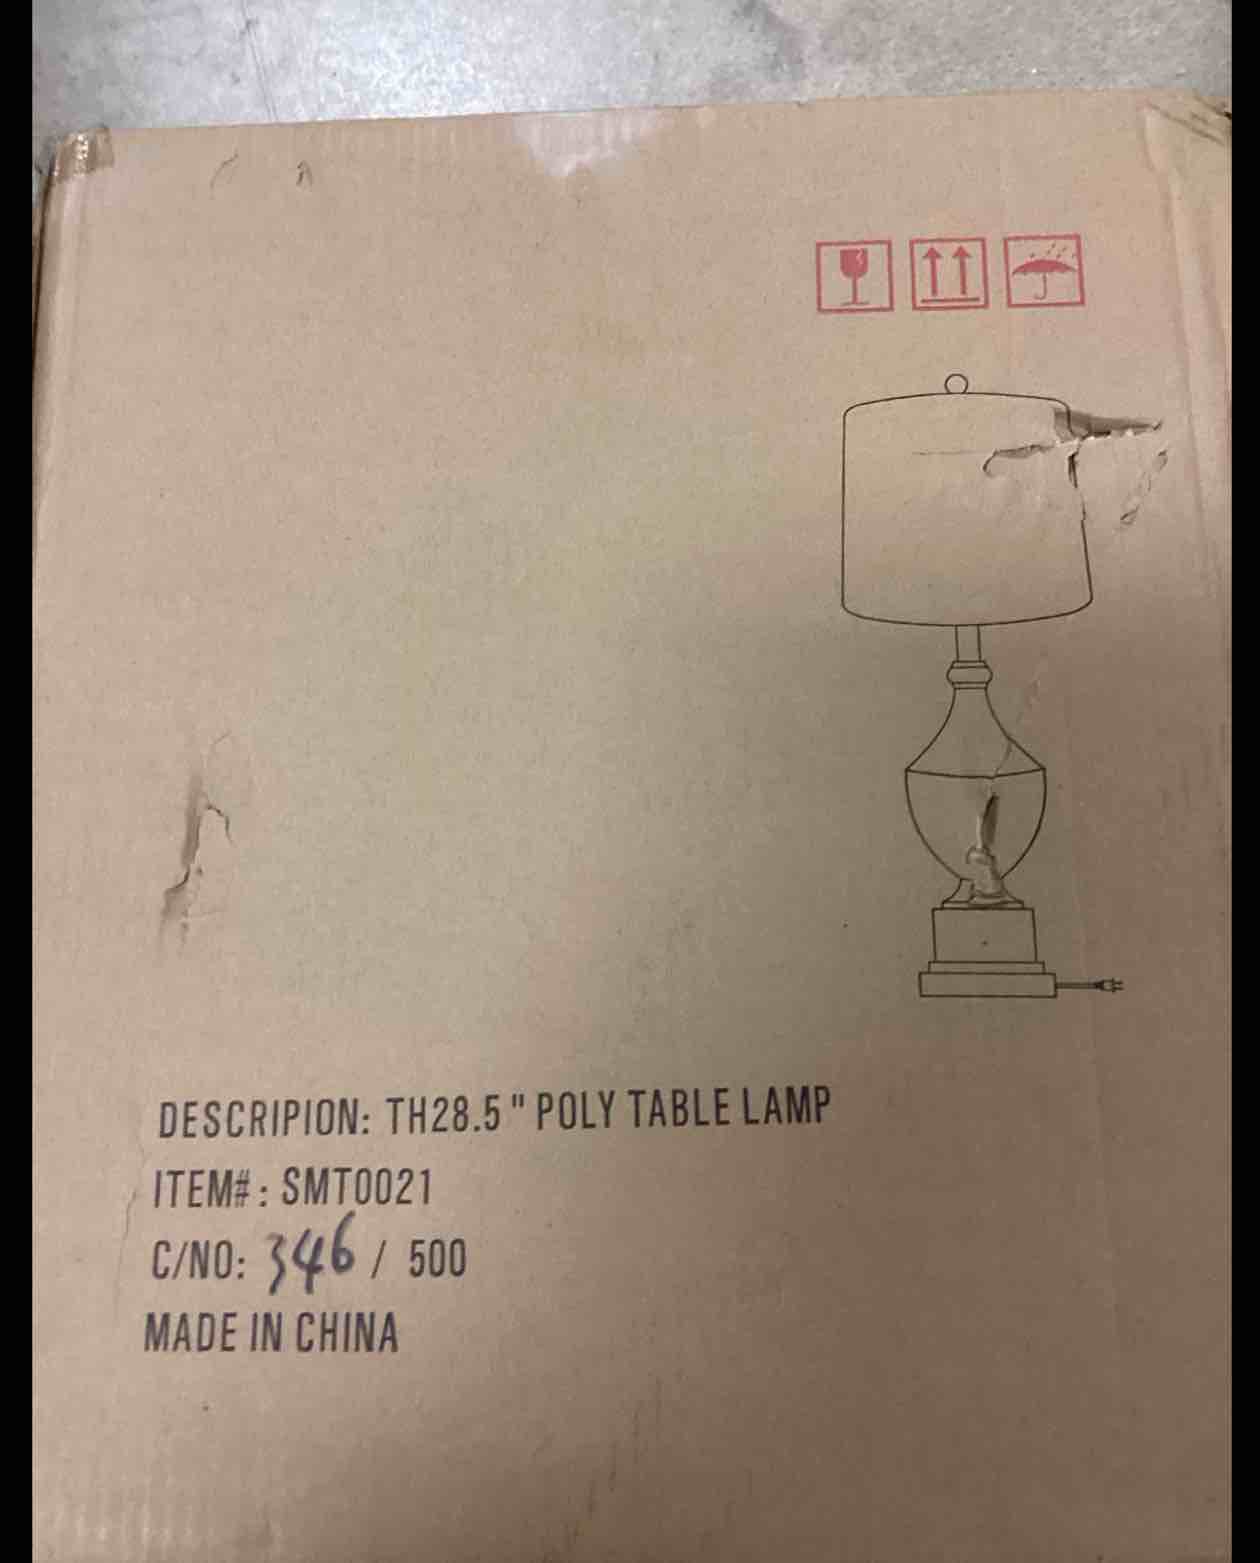 DESCRIPION: TH28.5" POLY TABLE LAMP
ITEM#: SMT0021
C/NO: 346 / 500
MADE IN CHINA